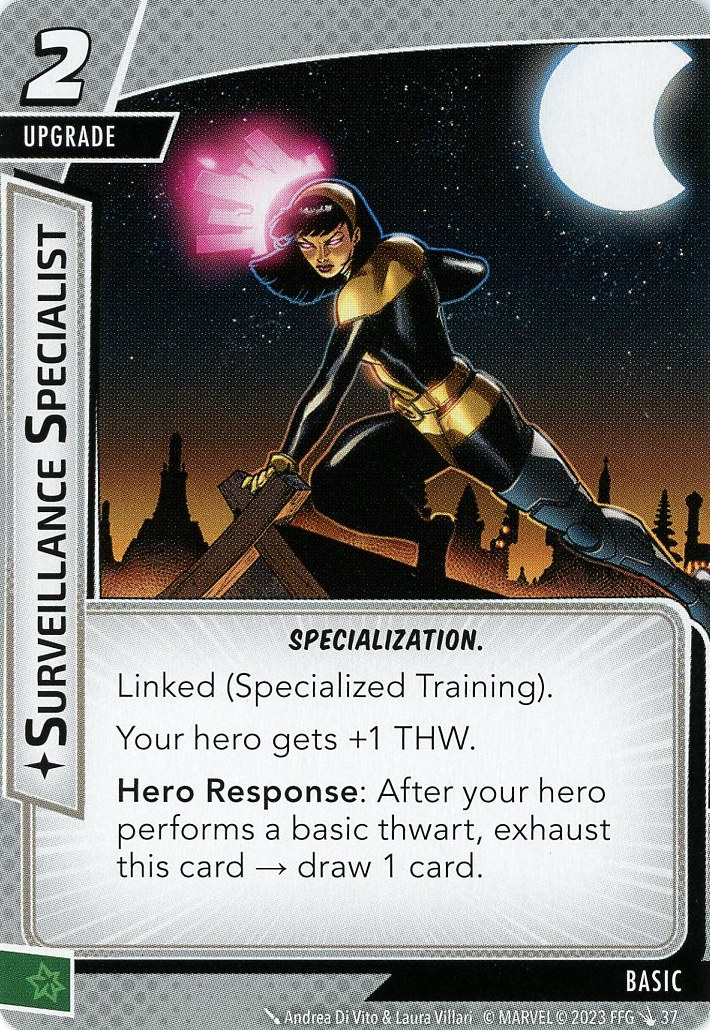 2
UPGRADE
SURVEILLANCE SPECIALIST
SPECIALIZATION.
Linked (Specialized Training).
Your hero gets +1 THW.
Hero Response: After your hero
performs a basic thwart, exhaust
this card → draw 1 card.
BASIC
Andrea Di Vito & Laura Villari © MARVEL © 2023 FFG 37